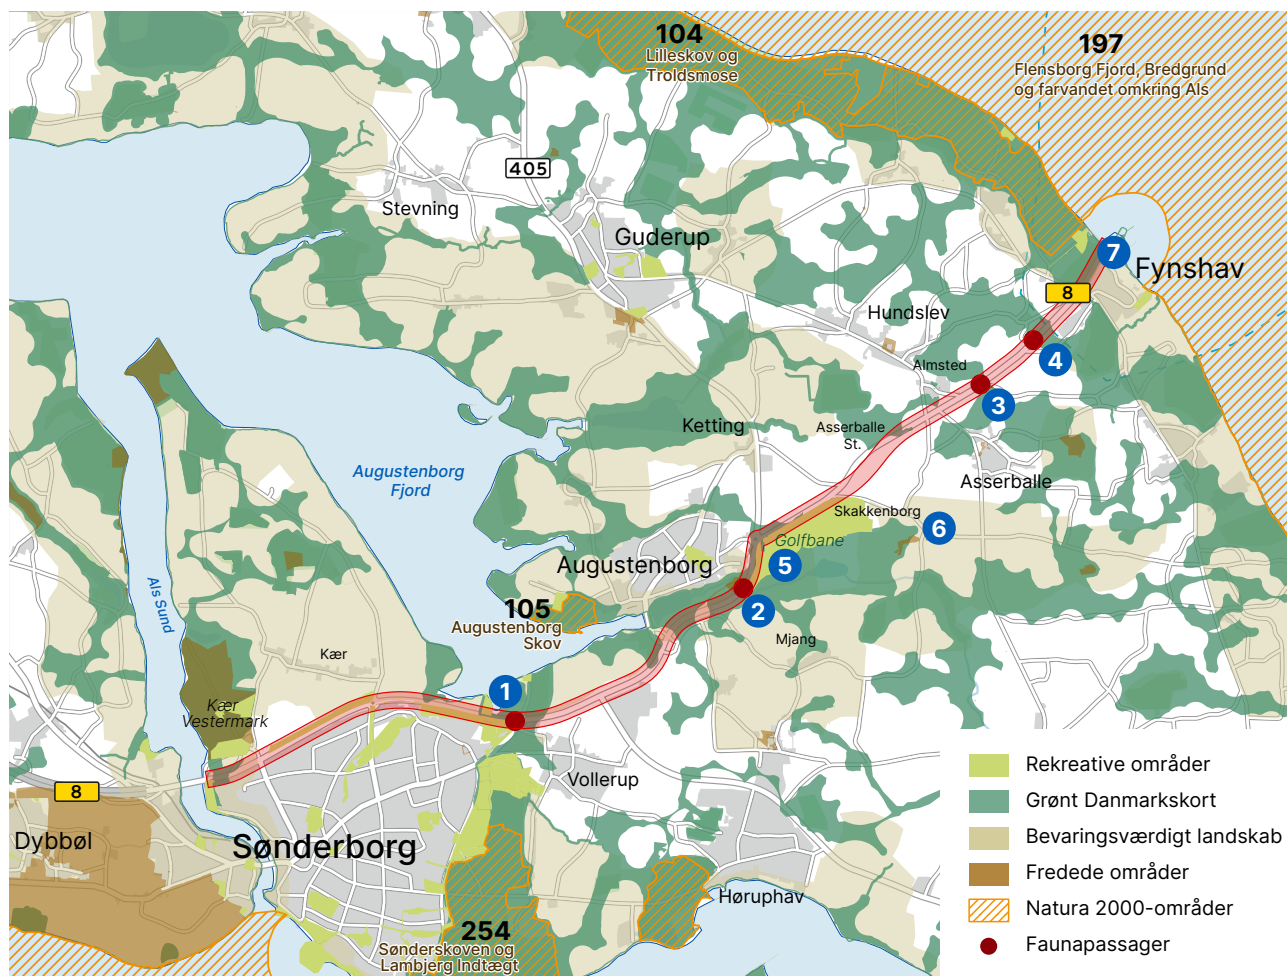 104
Lilleskov og
Troldsmose
197
Flensborg Fjord, Bredgrund
og farvandet omkring Als
405
Stevning
Guderup
7
Fynshav
8
Hundslev
4
Almsted
3
Ketting
Asserballe
St.
Augustenborg
Fjord
Asserballe
Skakkenborg
6
Golfbane
5
Augustenborg
2
Als Sund
105
Augustenborg
Skov
Mjang
Kær
1
Kær
Vestermark
Vollerup
8
Dybbøl
Sønderborg
Høruphav
254
Sønderskoven og
Lambjerg Indtægt
Rekreative områder
Grønt Danmarkskort
Bevaringsværdigt landskab
Fredede områder
Natura 2000-områder
Faunapassager